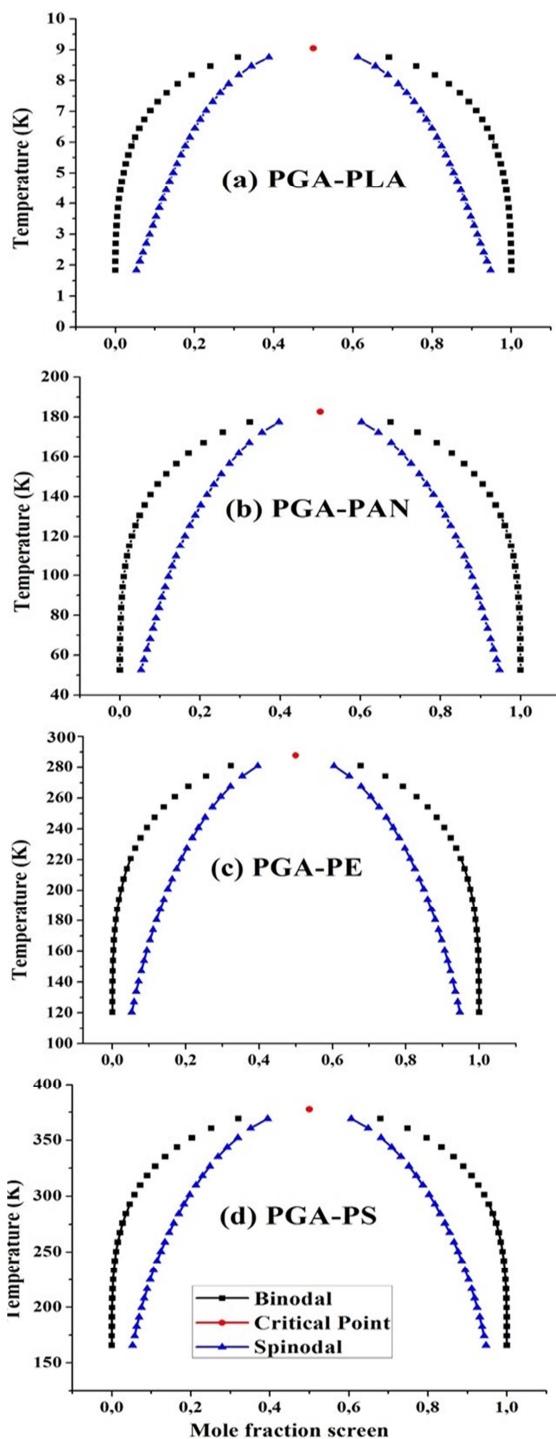 10
9
8
7
6
5
4
3
2
1
0
Temperature (K)
(a) PGA-PLA
0,0 0,2 0,4 0,6 0,8 1,0
200
180
160
140
120
100
80
60
40
Temperature (K)
(b) PGA-PAN
0,0 0,2 0,4 0,6 0,8 1,0
300
280
260
240
220
200
180
160
140
120
100
Temperature (K)
(c) PGA-PE
0,0 0,2 0,4 0,6 0,8 1,0
400
350
300
250
200
150
Temperature (K)
(d) PGA-PS
Binodal
Critical Point
Spinodal
0,0 0,2 0,4 0,6 0,8 1,0
Mole fraction screen